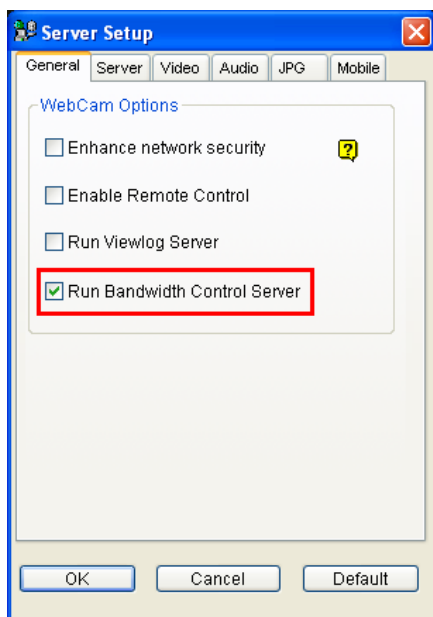 Server Setup
General Server Video Audio JPG Mobile
WebCam Options
Enhance network security
?
Enable Remote Control
Run Viewlog Server
Run Bandwidth Control Server
OK Cancel Default